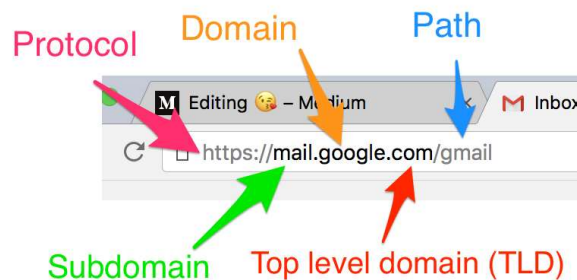 Protocol Domain Path
M Editing 😘 – Medium M Inbox
https://mail.google.com/gmail
Subdomain Top level domain (TLD)